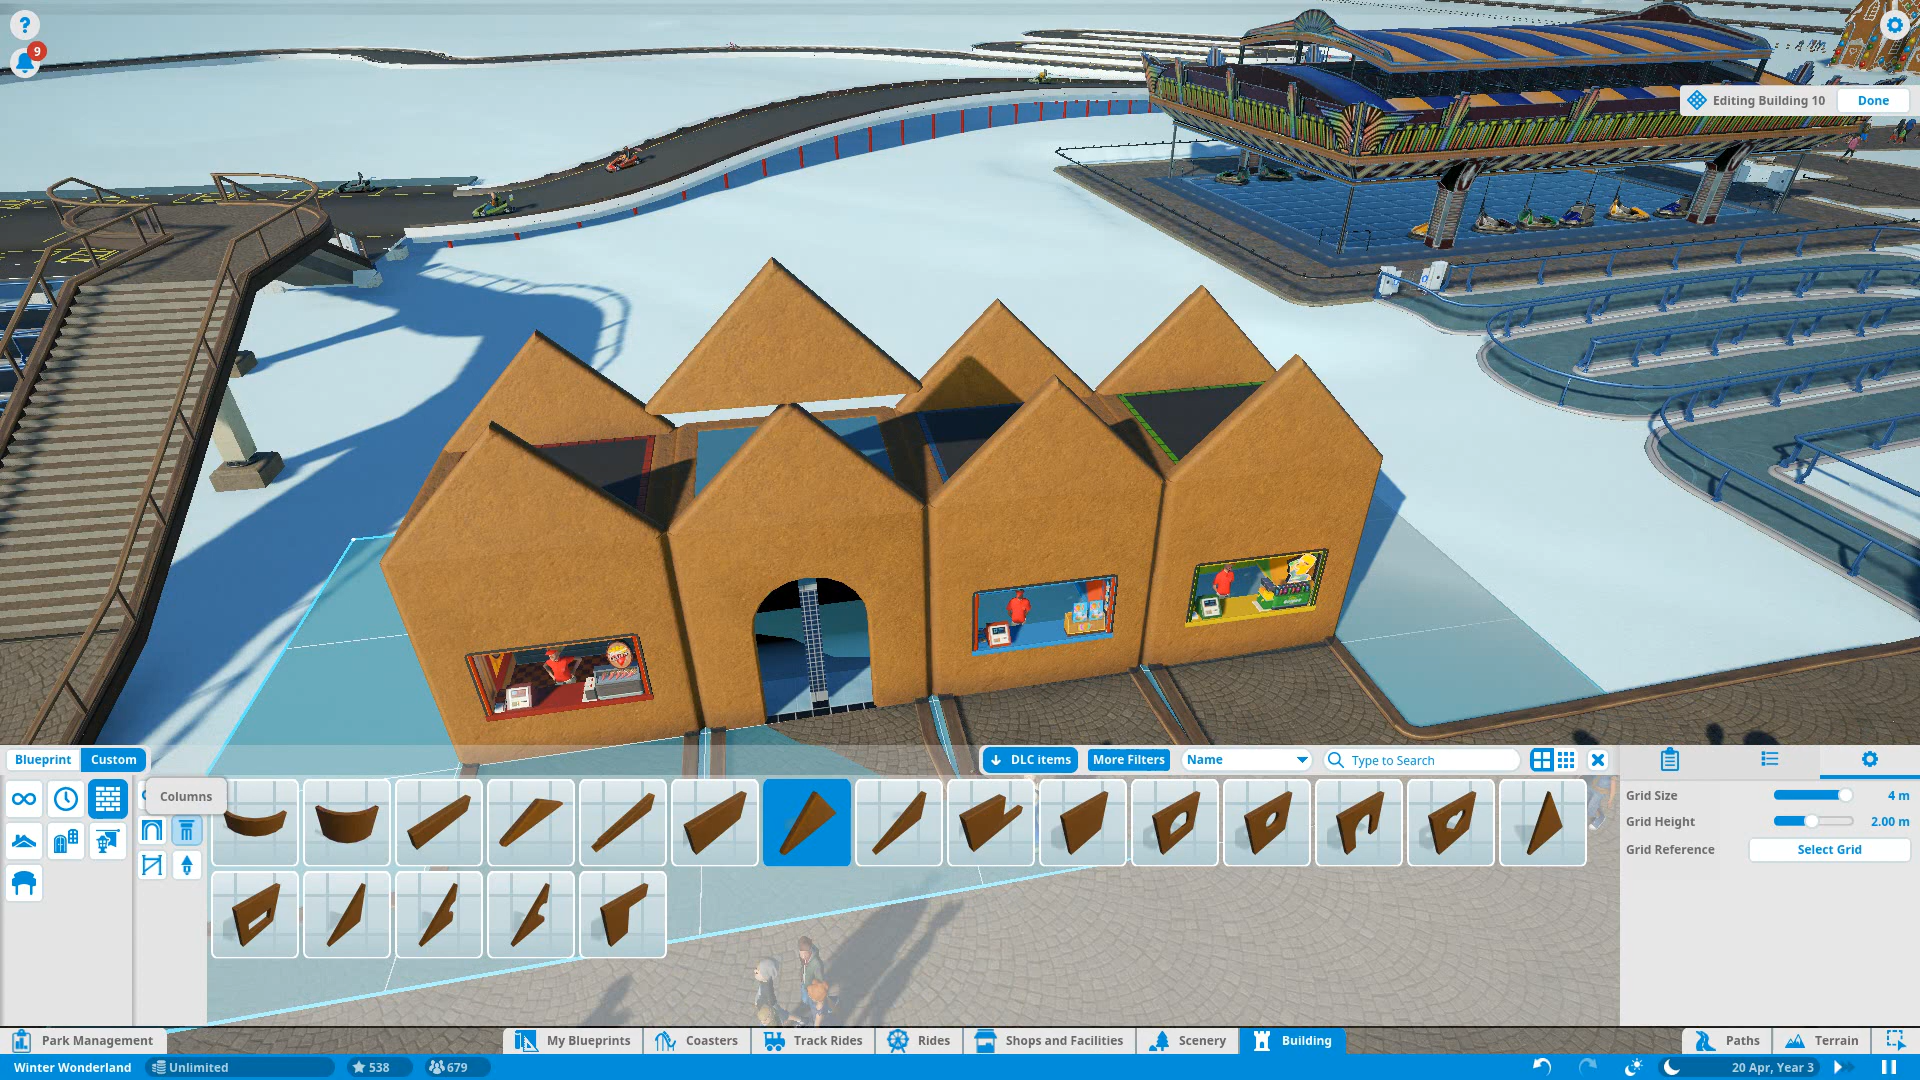 ?
9
Editing Building 10
Done
Blueprint
Custom
DLC items
More Filters
Name
Type to Search
Columns
Grid Size
4 m
Grid Height
2.00 m
Grid Reference
Select Grid
Park Management
My Blueprints
Coasters
Track Rides
Rides
Shops and Facilities
Scenery
Building
Paths
Terrain
Winter Wonderland
Unlimited
538
679
20 Apr, Year 3